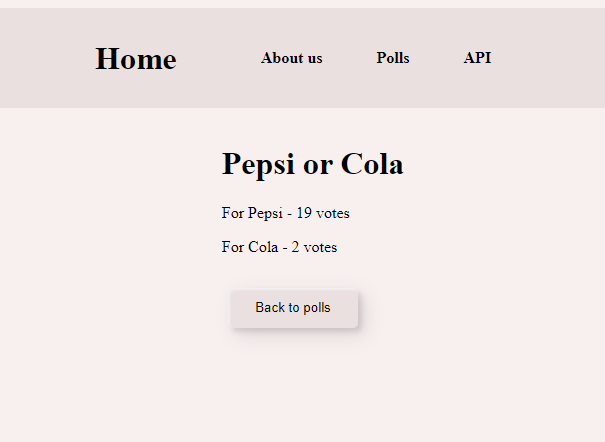 Home About us Polls API
Pepsi or Cola
For Pepsi - 19 votes
For Cola - 2 votes
Back to polls